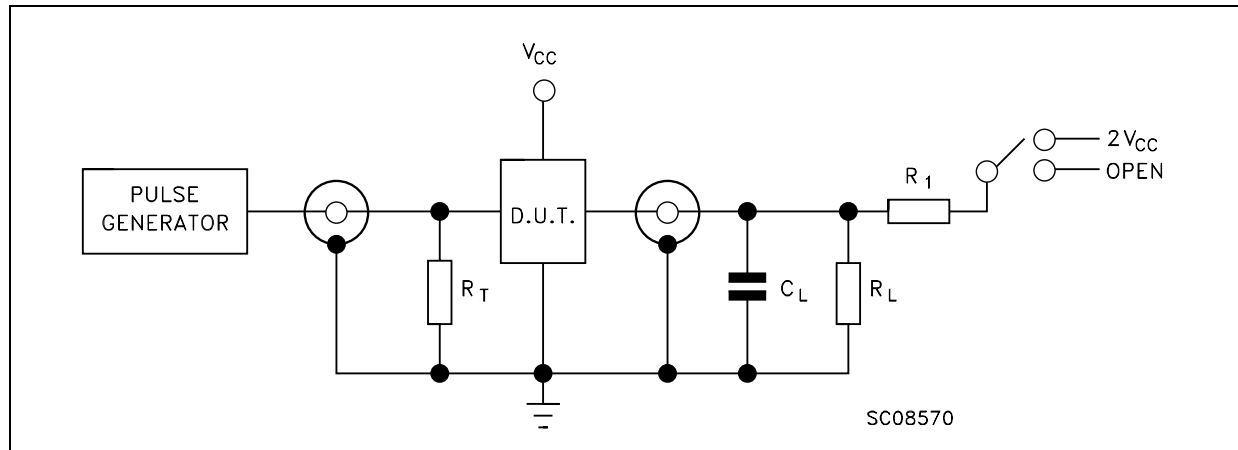 VCC
PULSE
GENERATOR
D.U.T.
RT
CL
RL
R1
2VCC
OPEN
SC08570